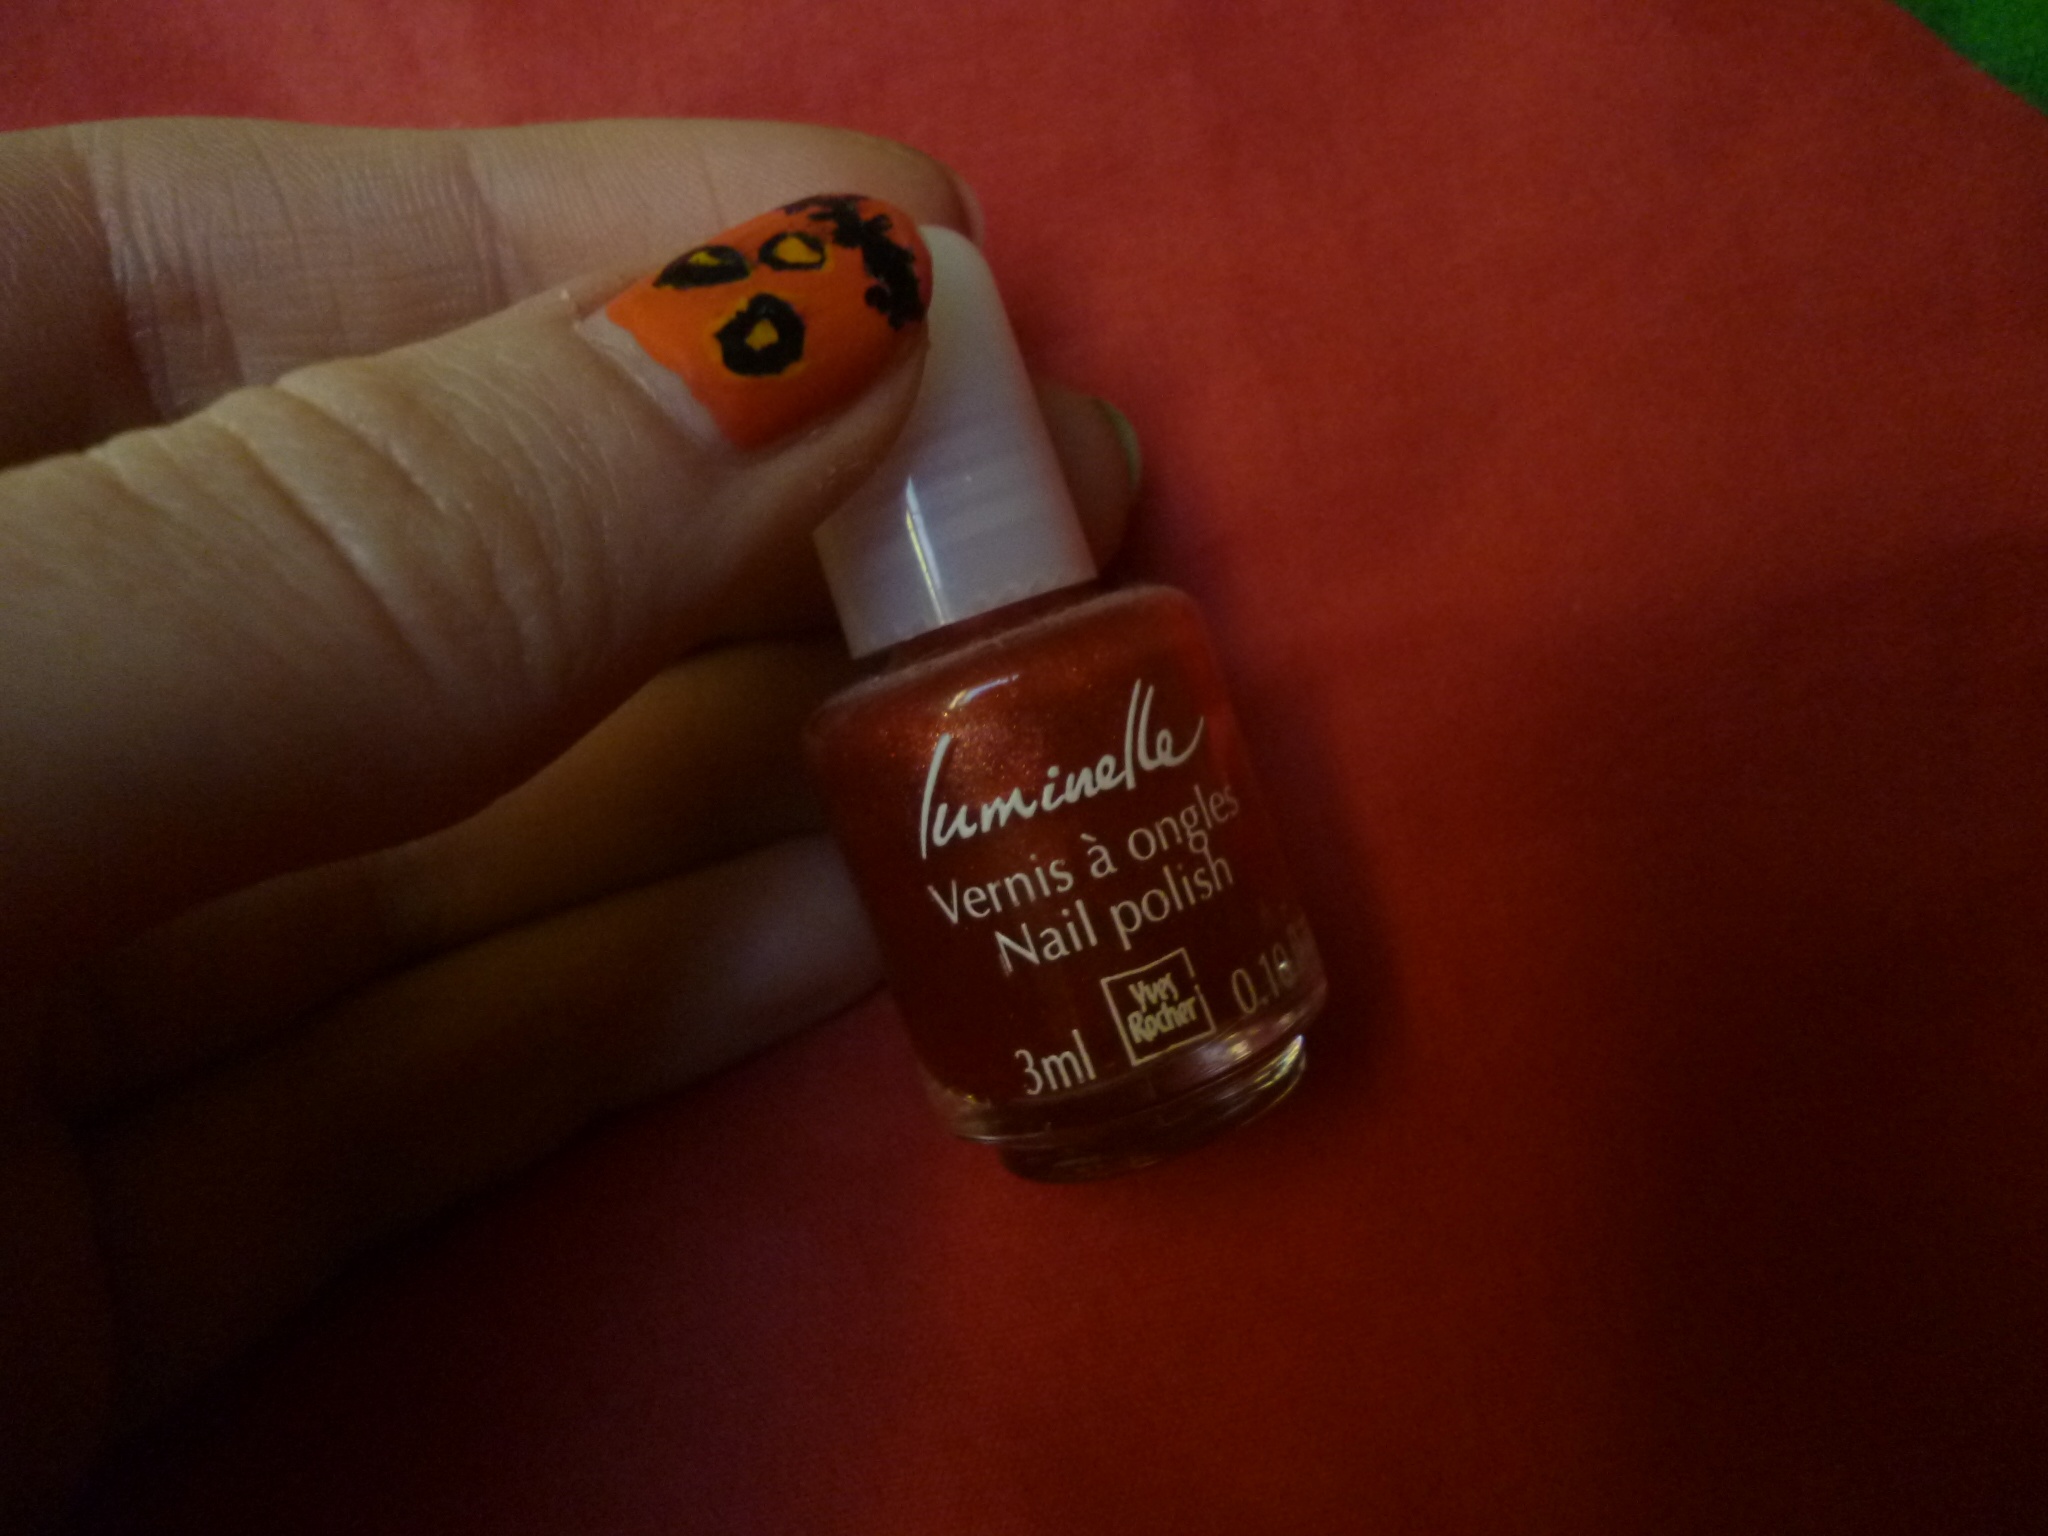 luminelle
Vernis à ongles
Nail polish
Yves
Rocher
3ml